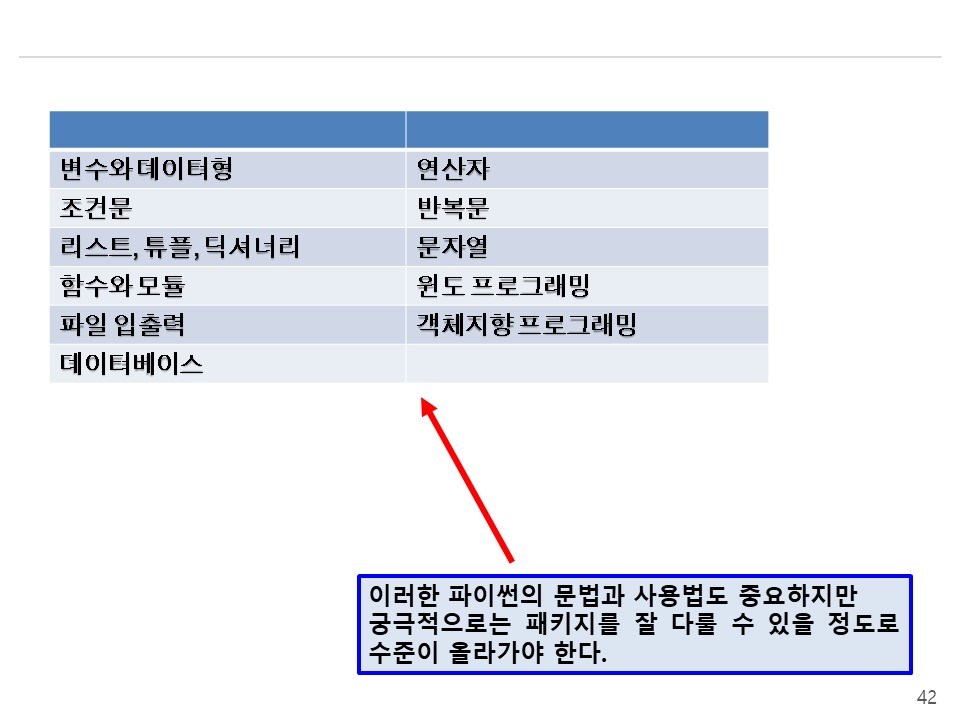 변수와 데이터형 연산자
조건문 반복문
리스트, 튜플, 딕셔너리 문자열
함수와 모듈 윈도 프로그래밍
파일 입출력 객체지향 프로그래밍
데이터베이스
이러한 파이썬의 문법과 사용법도 중요하지만
궁극적으로는 패키지를 잘 다룰 수 있을 정도로
수준이 올라가야 한다.
42